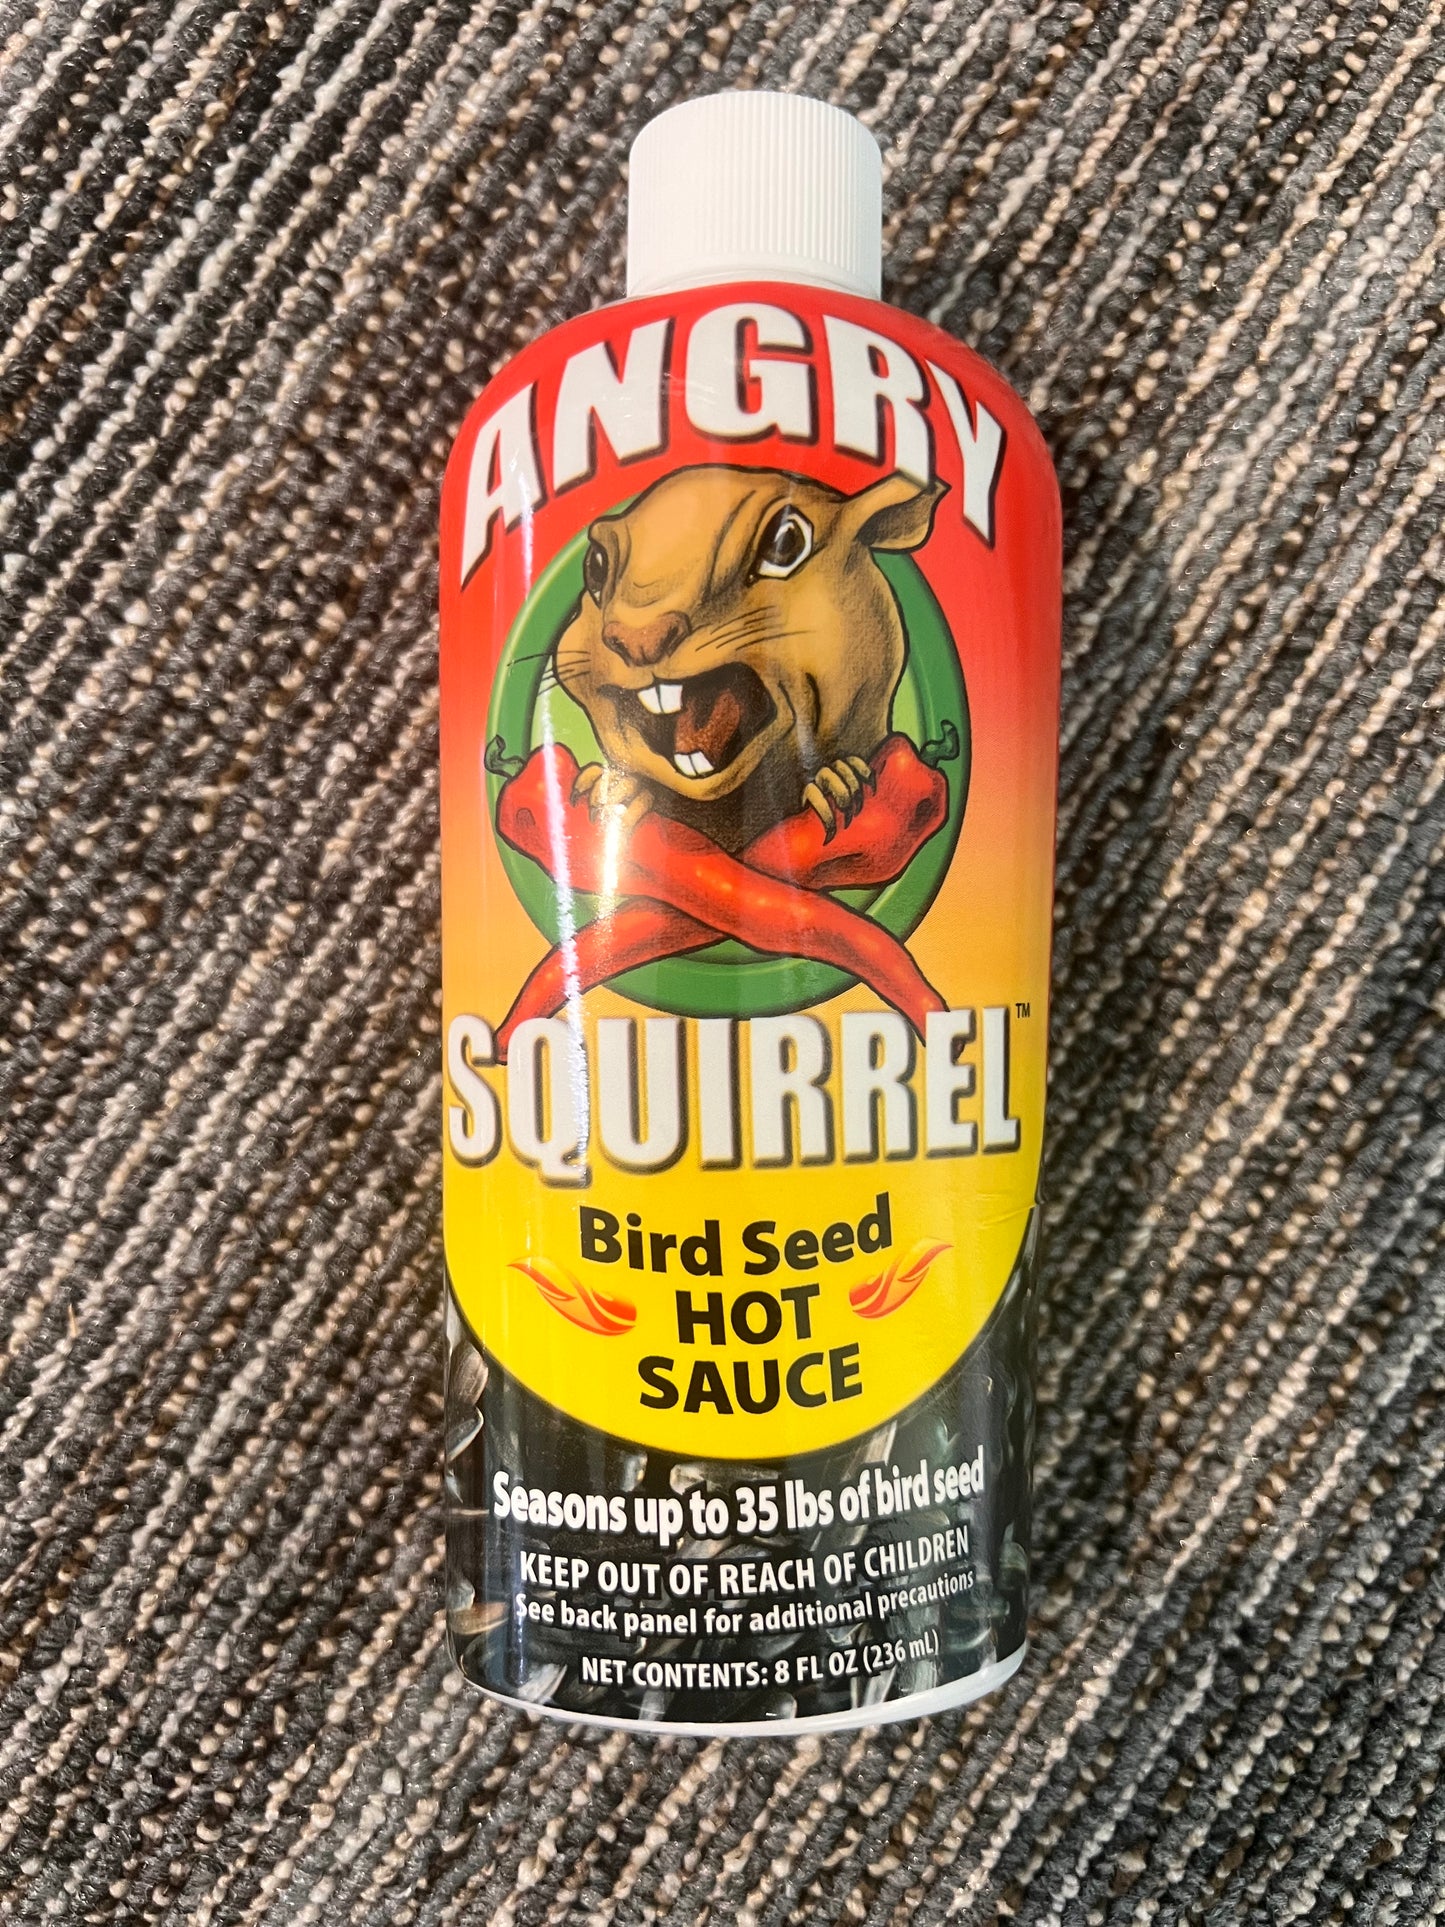 ANGRY
SQUIRREL™
Bird Seed
HOT
SAUCE
Seasons up to 35 lbs of bird seed
KEEP OUT OF REACH OF CHILDREN
See back panel for additional precautions
NET CONTENTS: 8 FL OZ (236 mL)